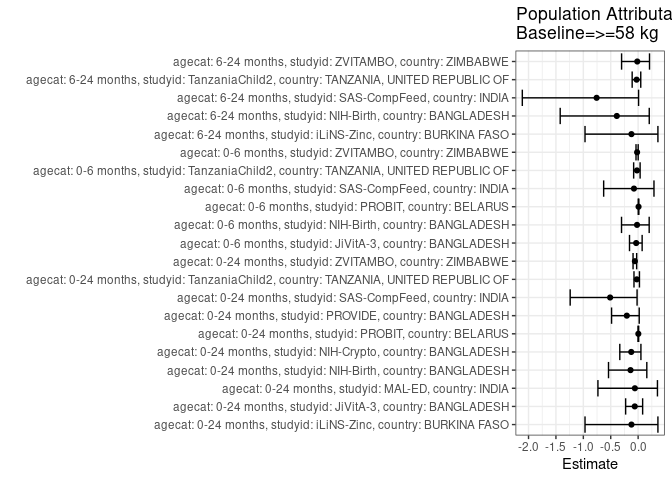 Population Attributa
Baseline=>=58 kg
agecat: 6-24 months, studyid: ZVITAMBO, country: ZIMBABWE
agecat: 6-24 months, studyid: TanzaniaChild2, country: TANZANIA, UNITED REPUBLIC OF
agecat: 6-24 months, studyid: SAS-CompFeed, country: INDIA
agecat: 6-24 months, studyid: NIH-Birth, country: BANGLADESH
agecat: 6-24 months, studyid: iLiNS-Zinc, country: BURKINA FASO
agecat: 0-6 months, studyid: ZVITAMBO, country: ZIMBABWE
agecat: 0-6 months, studyid: TanzaniaChild2, country: TANZANIA, UNITED REPUBLIC OF
agecat: 0-6 months, studyid: SAS-CompFeed, country: INDIA
agecat: 0-6 months, studyid: PROBIT, country: BELARUS
agecat: 0-6 months, studyid: NIH-Birth, country: BANGLADESH
agecat: 0-6 months, studyid: JiVitA-3, country: BANGLADESH
agecat: 0-24 months, studyid: ZVITAMBO, country: ZIMBABWE
agecat: 0-24 months, studyid: TanzaniaChild2, country: TANZANIA, UNITED REPUBLIC OF
agecat: 0-24 months, studyid: SAS-CompFeed, country: INDIA
agecat: 0-24 months, studyid: PROVIDE, country: BANGLADESH
agecat: 0-24 months, studyid: PROBIT, country: BELARUS
agecat: 0-24 months, studyid: NIH-Crypto, country: BANGLADESH
agecat: 0-24 months, studyid: NIH-Birth, country: BANGLADESH
agecat: 0-24 months, studyid: MAL-ED, country: INDIA
agecat: 0-24 months, studyid: JiVitA-3, country: BANGLADESH
agecat: 0-24 months, studyid: iLiNS-Zinc, country: BURKINA FASO
-2.0 -1.5 -1.0 -0.5 0.0
Estimate